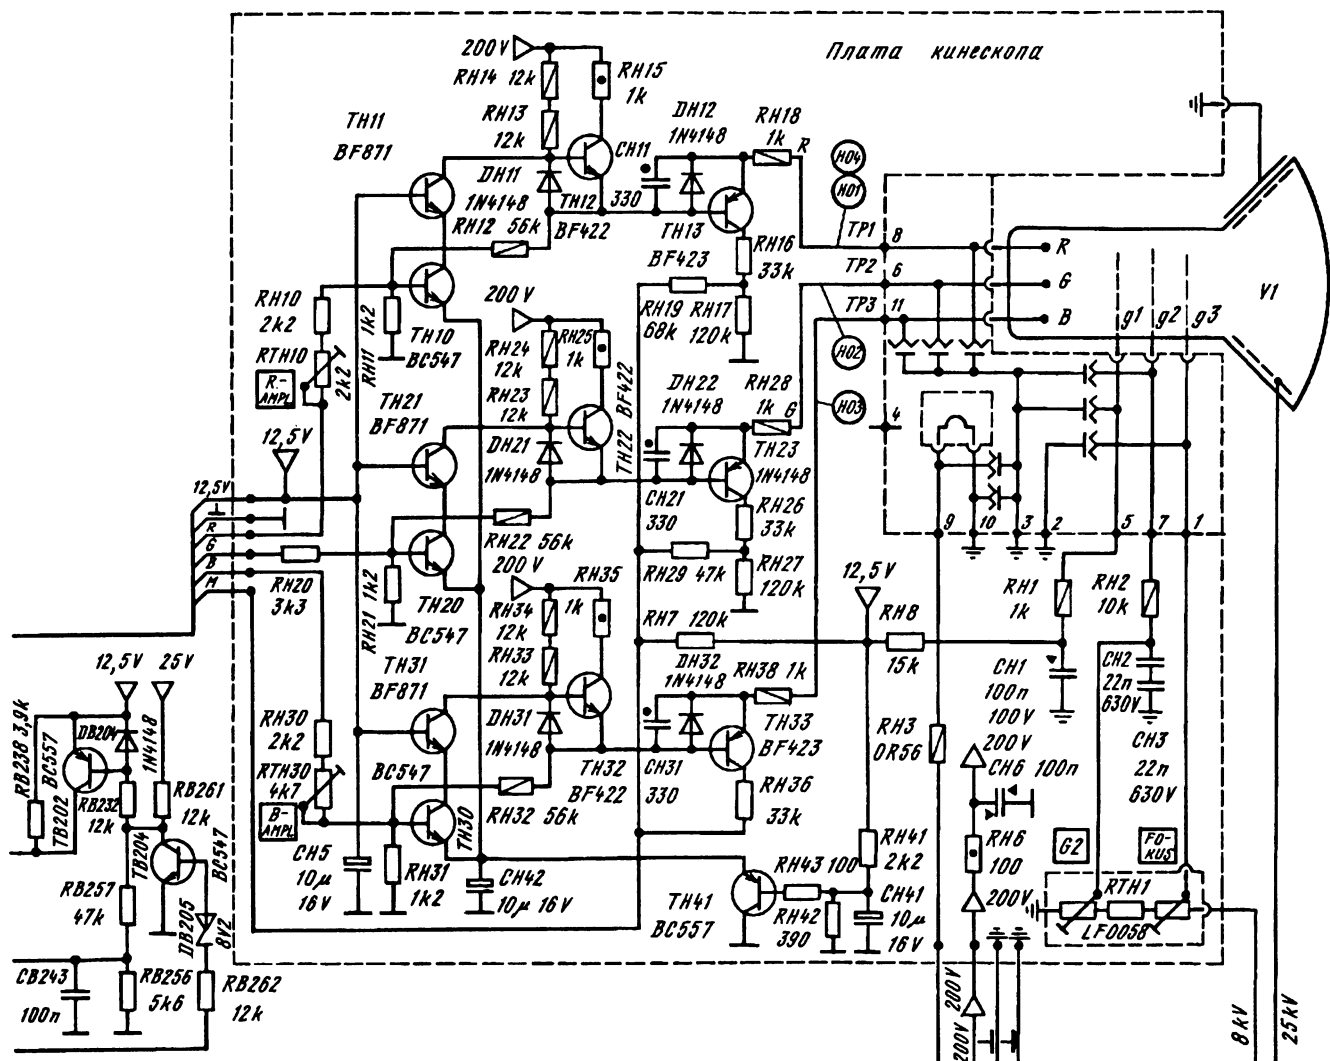 Плата кинескопа
200V
RH14 12k
RH15
1k
RH13
12k
TH11
BF871
DH12
1N4148
RH18
1k
R
CH11
330
DH11
1N4148
TH12
BF422
RH12 56k
TH13
BF423
RH16
33k
H04
H01
TP1
8
TP2
6
TP3
11
R
G
B
V1
g1
g2
g3
RH10
2k2
RTH10
2k2
R.-
AMPL
RH11
1k2
TH10
BC547
200V
RH19
68k
RH17
120k
H02
H03
4
RH24
12k
RH25
1k
RH23
12k
BF422
TH22
TH21
BF871
DH22
1N4148
RH28
1k
G
TH23
1N4148
DH21
1N4148
CH21
330
RH26
33k
12,5V
12,5V
R
G
B
M
RH20
3k3
RH22 56k
RH21
1k2
TH20
BC547
RH29 47k
RH27
120k
9
10
3
2
5
7
1
200V
RH34
12k
RH35
1k
RH33
12k
RH7
120k
12,5V
RH8
15k
RH1
1k
RH2
10k
TH31
BF871
DH32
1N4148
RH38 1k
CH1
100n
100V
CH2
22n
630V
12,5V
25V
RB238 3,9k
BC557
TB202
DB204
1N4148
RB232
12k
RB261
12k
TB204
BC547
RH30
2k2
RTH30
4k7
B-
AMPL
BC547
TH30
DH31
1N4148
TH32
BF422
CH31
330
TH33
BF423
RH36
33k
RH3
0R56
200V
CH6 100n
CH3
22n
630V
RH32 56k
RH6
100
G2
FO-
KUS
CH5
10µ
16V
RH31
1k2
CH42
10µ 16V
TH41
BC557
RH43 100
RH41
2k2
RH42
390
CH41
10µ
16V
200V
RTH1
LF0058
RB257
47k
DB205
8V2
CB243
100n
RB256
5k6
RB262
12k
200V
200V
8kV
25kV